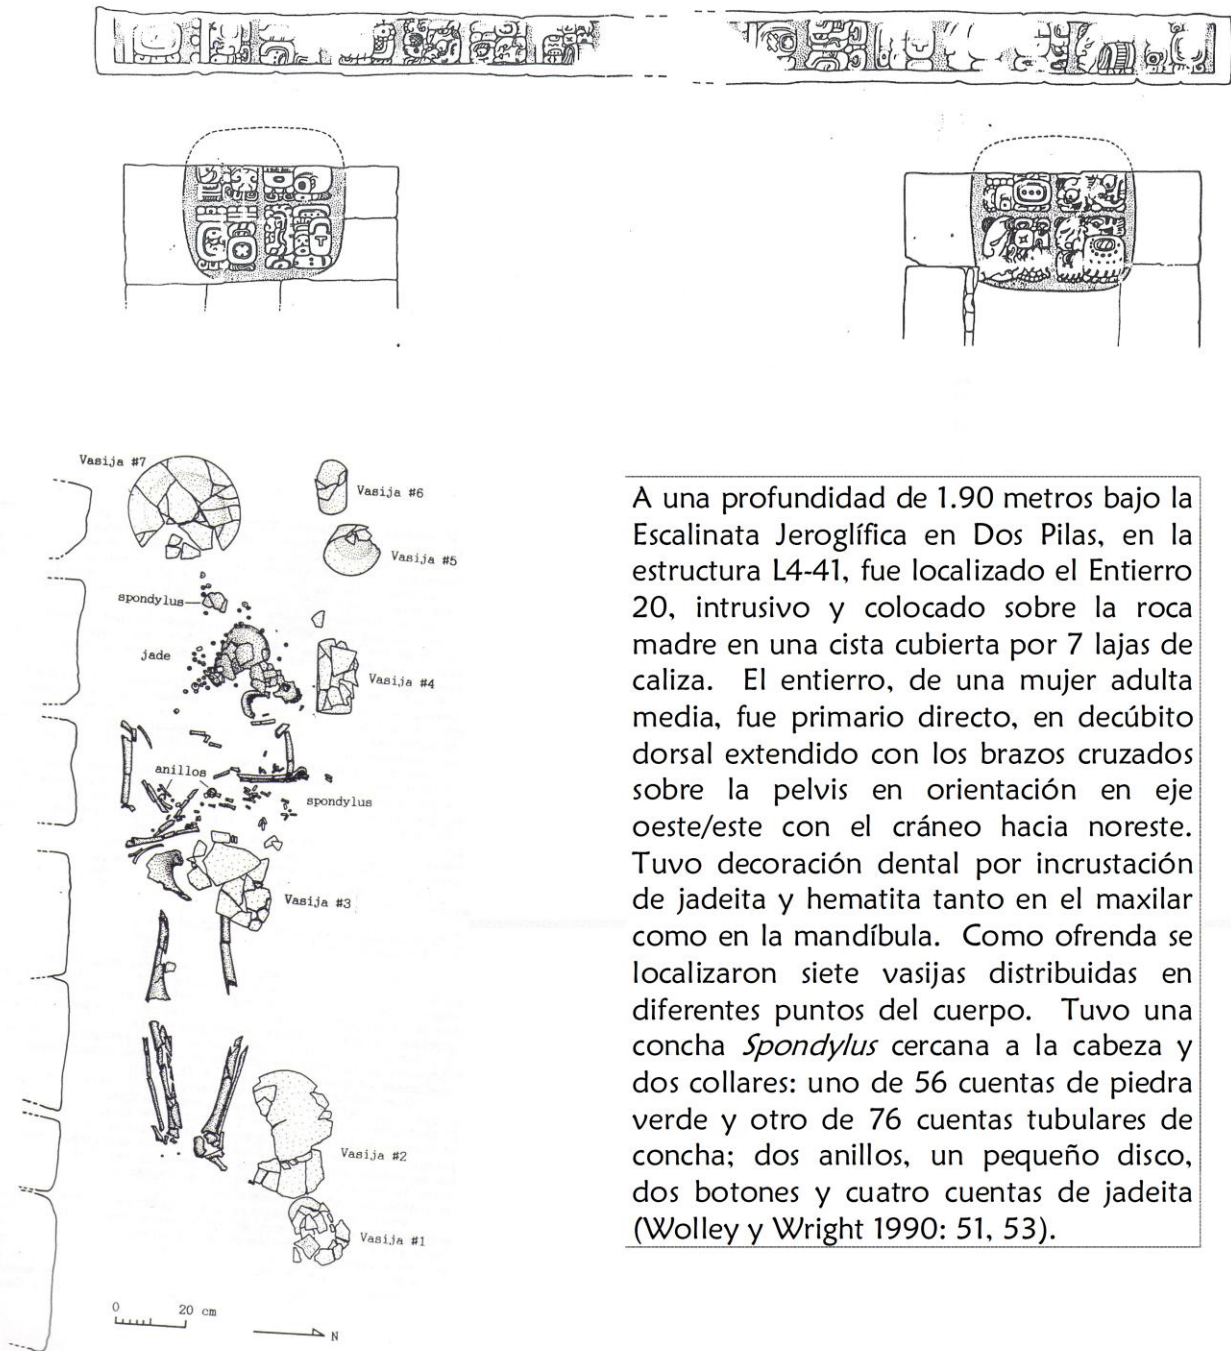 Vasija #7
Vasija #6
Vasija #5
spondylus
jade
Vasija #4
anillos
spondylus
Vasija #3
Vasija #2
Vasija #1
0 20 cm
N
A una profundidad de 1.90 metros bajo la
Escalinata Jeroglífica en Dos Pilas, en la
estructura L4-41, fue localizado el Entierro
20, intrusivo y colocado sobre la roca
madre en una cista cubierta por 7 lajas de
caliza. El entierro, de una mujer adulta
media, fue primario directo, en decúbito
dorsal extendido con los brazos cruzados
sobre la pelvis en orientación en eje
oeste/este con el cráneo hacia noreste.
Tuvo decoración dental por incrustación
de jadeita y hematita tanto en el maxilar
como en la mandíbula. Como ofrenda se
localizaron siete vasijas distribuidas en
diferentes puntos del cuerpo. Tuvo una
concha Spondylus cercana a la cabeza y
dos collares: uno de 56 cuentas de piedra
verde y otro de 76 cuentas tubulares de
concha; dos anillos, un pequeño disco,
dos botones y cuatro cuentas de jadeita
(Wolley y Wright 1990: 51, 53).